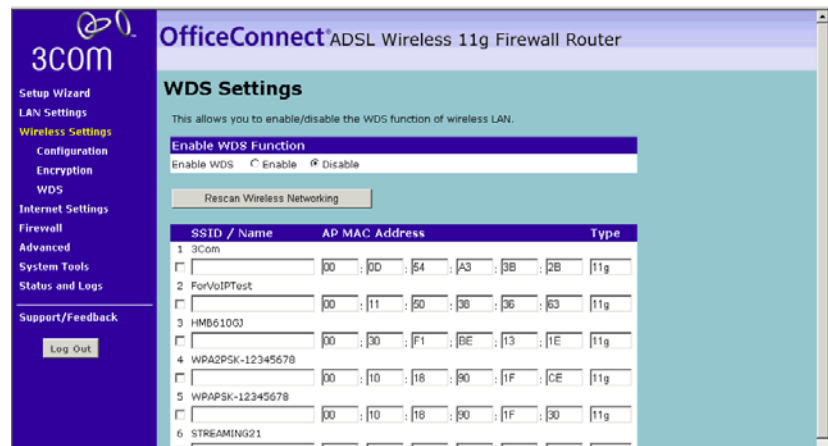 3COM
OfficeConnect® ADSL Wireless 11g Firewall Router
Setup Wizard
LAN Settings
Wireless Settings
Configuration
Encryption
WDS
Internet Settings
Firewall
Advanced
System Tools
Status and Logs
Support/Feedback
Log Out
WDS Settings
This allows you to enable/disable the WDS function of wireless LAN.
Enable WDS Function
Enable WDS Enable Disable
Rescan Wireless Networking
SSID / Name AP MAC Address Type
1 3Com
00 : 0D : 54 : A3 : 3B : 2B 11g
2 ForVoIPTest
00 : 11 : 50 : 38 : 36 : 63 11g
3 HMB610GJ
00 : 30 : F1 : BE : 13 : 1E 11g
4 WPA2PSK-12345678
00 : 10 : 18 : 90 : 1F : CE 11g
5 WPAPSK-12345678
00 : 10 : 18 : 90 : 1F : 30 11g
6 STREAMING21